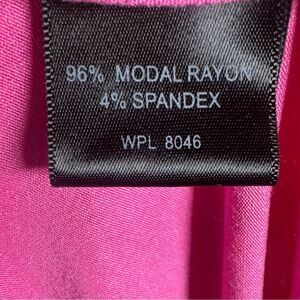 96% MODAL RAYON
4% SPANDEX
WPL 8046